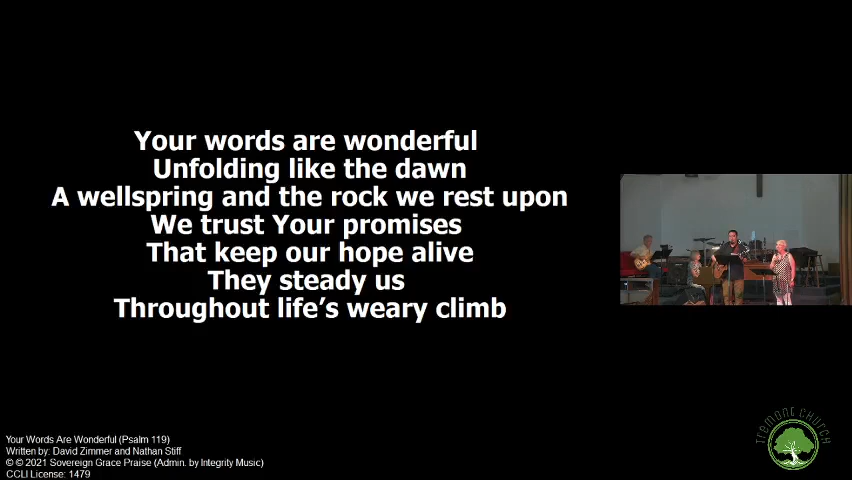 Your words are wonderful
Unfolding like the dawn
A wellspring and the rock we rest upon
We trust Your promises
That keep our hope alive
They steady us
Throughout life's weary climb
Your Words Are Wonderful (Psalm 119)
Written by: David Zimmer and Nathan Stiff
© © 2021 Sovereign Grace Praise (Admin. by Integrity Music)
CCLI License: 1479
TREMONT CHURCH